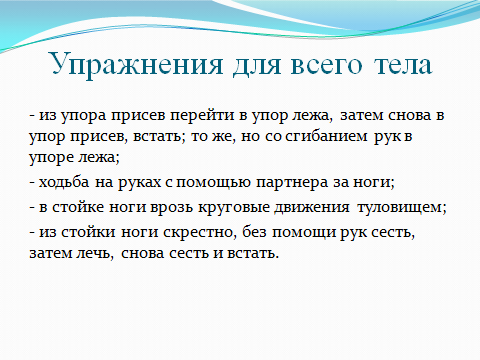 Упражнения для всего тела
- из упора присев перейти в упор лежа, затем снова в
упор присев, встать; то же, но со сгибанием рук в
упоре лежа;
- ходьба на руках с помощью партнера за ноги;
- в стойке ноги врозь круговые движения туловищем;
- из стойки ноги скрестно, без помощи рук сесть,
затем лечь, снова сесть и встать.